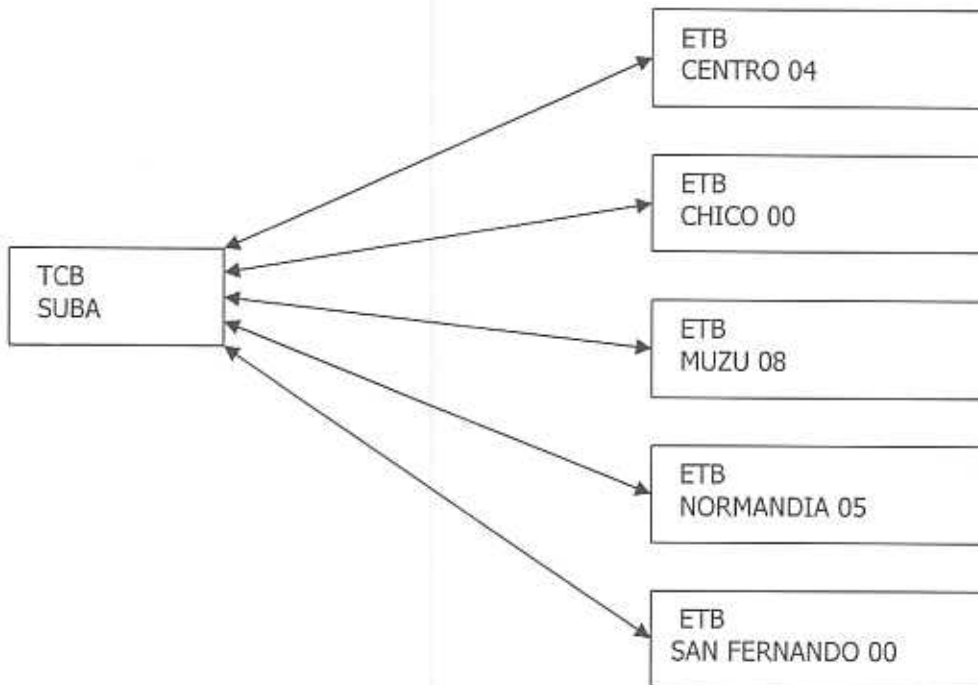 ETB
CENTRO 04
ETB
CHICO 00
TCB
SUBA
ETB
MUZU 08
ETB
NORMANDIA 05
ETB
SAN FERNANDO 00